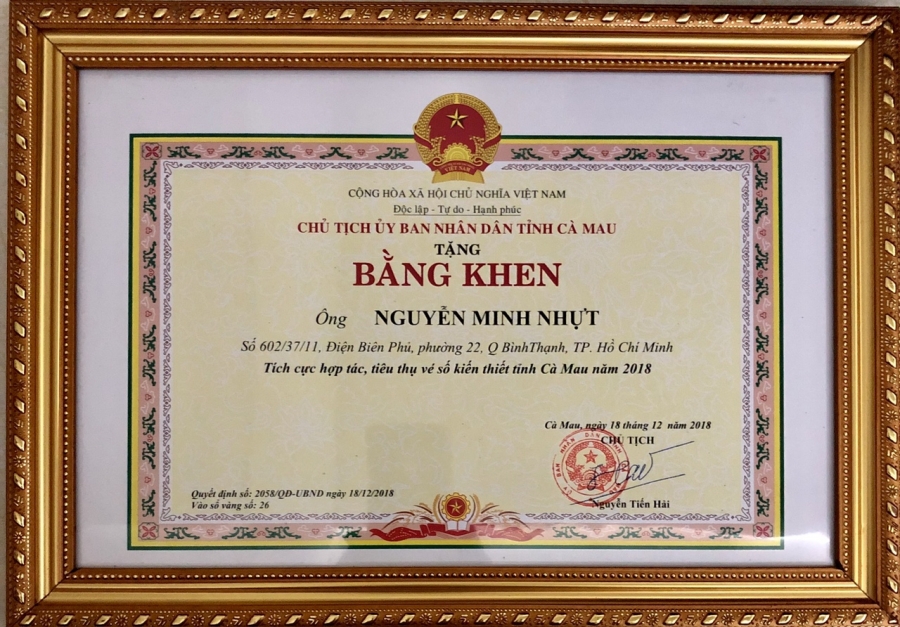 VIỆT NAM
CỘNG HÒA XÃ HỘI CHỦ NGHĨA VIỆT NAM
Độc lập - Tự do - Hạnh phúc
CHỦ TỊCH ỦY BAN NHÂN DÂN TỈNH CÀ MAU
TẶNG
BẰNG KHEN
Ông NGUYỄN MINH NHỰT
Số 602/37/11, Điện Biên Phủ, phường 22, Q BìnhThạnh, TP. Hồ Chí Minh
Tích cực hợp tác, tiêu thụ vé số kiến thiết tỉnh Cà Mau năm 2018
Cà Mau, ngày 18 tháng 12 năm 2018
CHỦ TỊCH
Nguyễn Tiến Hải
Quyết định số: 2058/QĐ-UBND ngày 18/12/2018
Vào sổ vàng số: 26